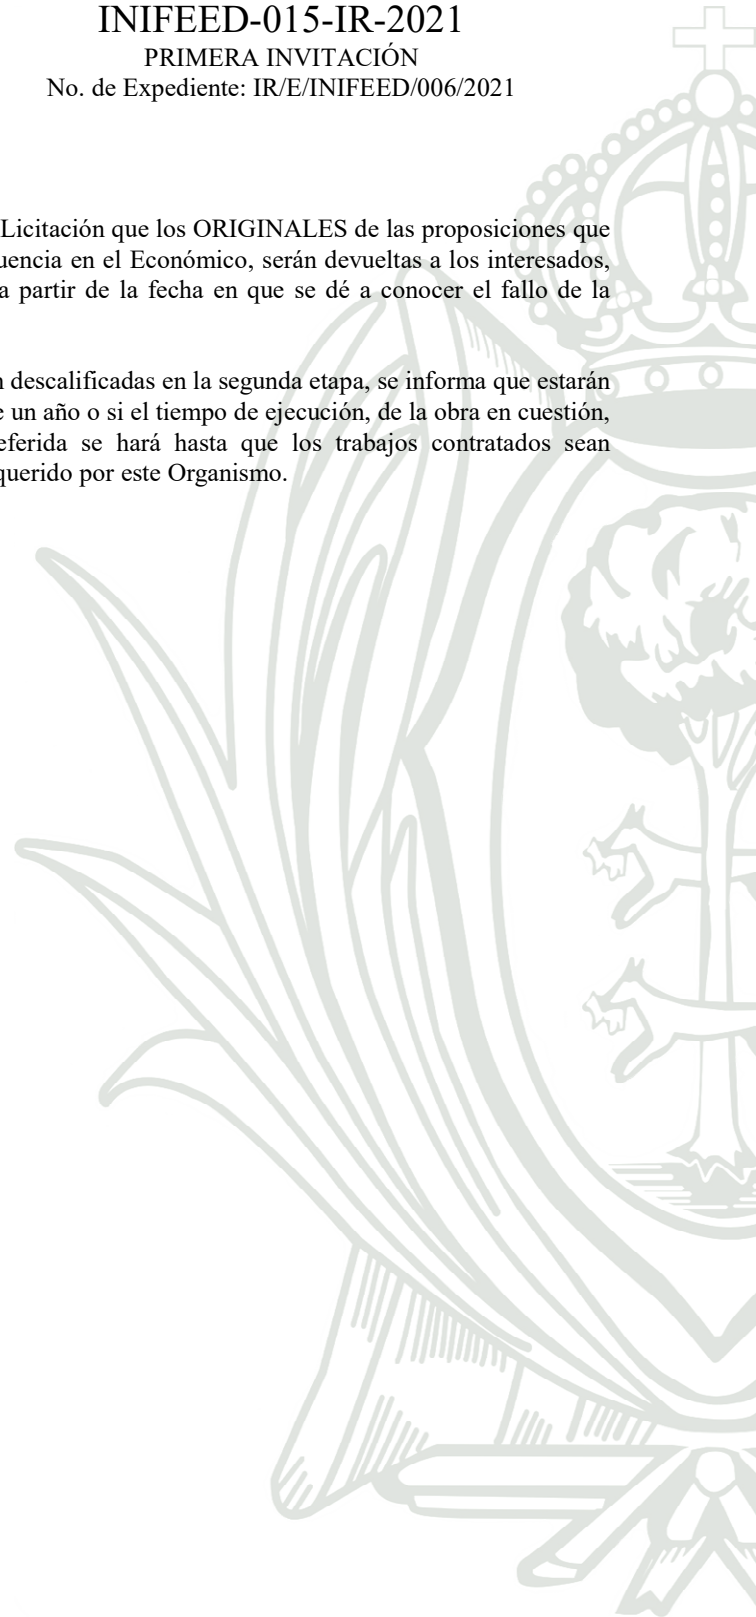 INIFEED-015-IR-2021
PRIMERA INVITACIÓN
No. de Expediente: IR/E/INIFEED/006/2021
Licitación que los ORIGINALES de las proposiciones que
en el Económico, serán devueltas a los interesados,
a partir de la fecha en que se dé a conocer el fallo de la
descalificadas en la segunda etapa, se informa que estarán
un año o si el tiempo de ejecución, de la obra en cuestión,
se hará hasta que los trabajos contratados sean
por este Organismo.